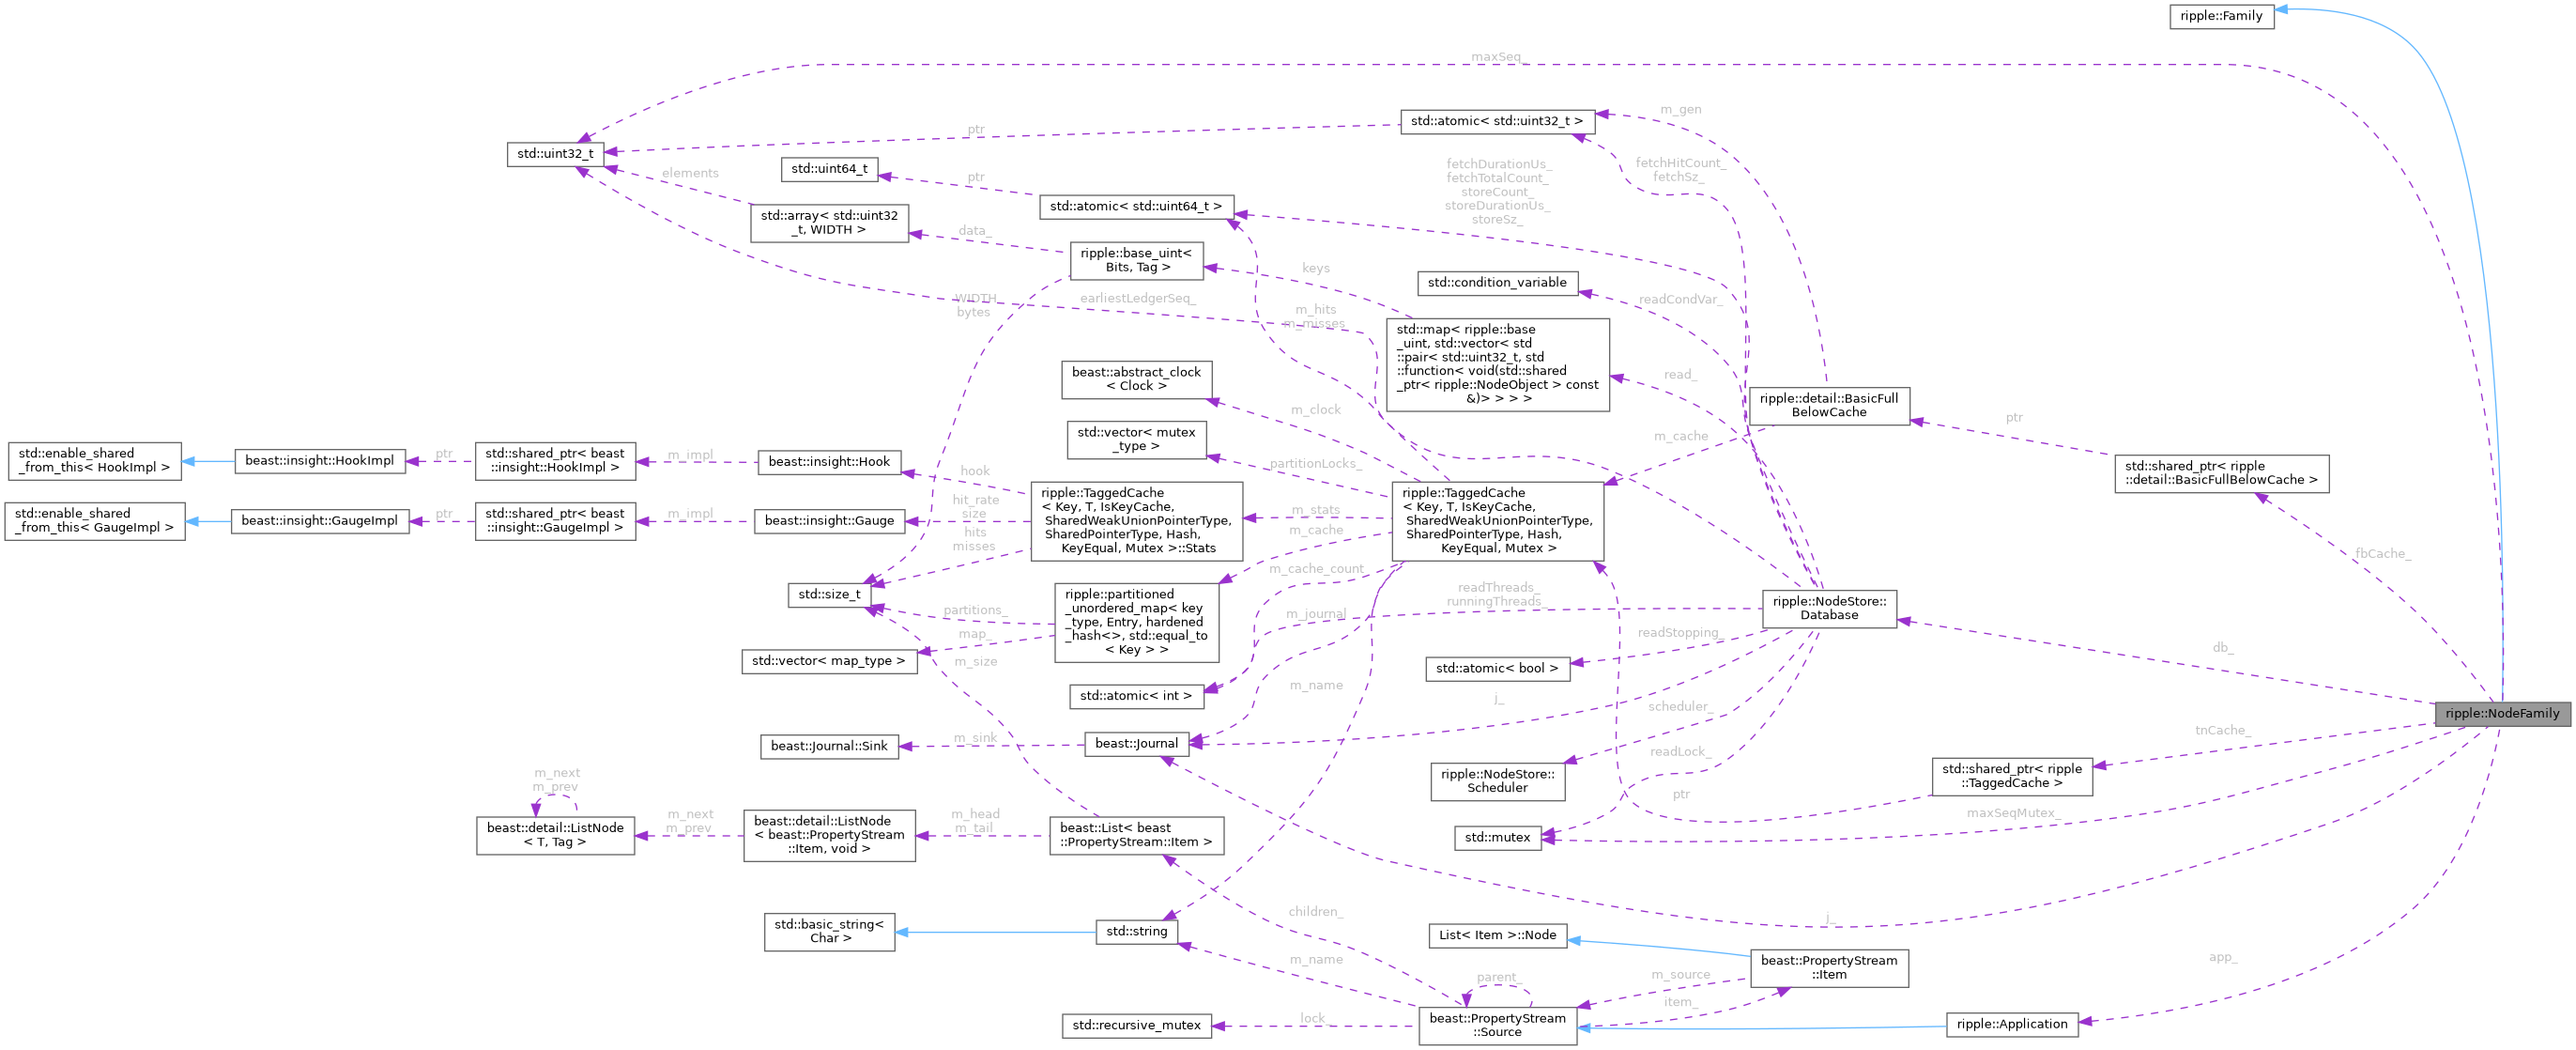 ripple::Family
maxSeq_
m_gen
std::atomic< std::uint32_t >
ptr
std::uint32_t
std::uint64_t
ptr
elements
fetchDurationUs_
fetchTotalCount_
storeCount_
storeDurationUs_
storeSz_
fetchHitCount_
fetchSz_
std::atomic< std::uint64_t >
std::array< std::uint32
_t, WIDTH >
data_
ripple::base_uint<
Bits, Tag >
keys
std::condition_variable
readCondVar_
WIDTH
bytes
earliestLedgerSeq_
m_hits
m_misses
std::map< ripple::base
_uint, std::vector< std
::pair< std::uint32_t, std
::function< void(std::shared
_ptr< ripple::NodeObject > const
&)> > > >
read_
beast::abstract_clock
< Clock >
m_clock
ripple::detail::BasicFull
BelowCache
ptr
std::vector< mutex
_type >
m_cache
partitionLocks_
std::shared_ptr< ripple
::detail::BasicFullBelowCache >
std::enable_shared
_from_this< HookImpl >
beast::insight::HookImpl
ptr
std::shared_ptr< beast
::insight::HookImpl >
m_impl
beast::insight::Hook
hook
hit_rate
size
hits
misses
std::enable_shared
_from_this< GaugeImpl >
beast::insight::GaugeImpl
ptr
std::shared_ptr< beast
::insight::GaugeImpl >
m_impl
beast::insight::Gauge
ripple::TaggedCache
< Key, T, IsKeyCache,
SharedWeakUnionPointerType,
SharedPointerType, Hash,
KeyEqual, Mutex >::Stats
m_stats
m_cache
m_cache_count
ripple::TaggedCache
< Key, T, IsKeyCache,
SharedWeakUnionPointerType,
SharedPointerType, Hash,
KeyEqual, Mutex >
fbCache_
std::size_t
partitions_
map_
m_size
ripple::partitioned
_unordered_map< key
_type, Entry, hardened
_hash<>, std::equal_to
< Key > >
m_journal
readThreads_
runningThreads_
ripple::NodeStore::
Database
readStopping_
db_
std::vector< map_type >
std::atomic< int >
m_name
std::atomic< bool >
j_
scheduler_
ripple::NodeFamily
beast::Journal::Sink
m_sink
beast::Journal
readLock_
tnCache_
ripple::NodeStore::
Scheduler
ptr
std::shared_ptr< ripple
::TaggedCache >
m_next
m_prev
beast::detail::ListNode
< T, Tag >
m_next
m_prev
beast::detail::ListNode
< beast::PropertyStream
::Item, void >
m_head
m_tail
beast::List< beast
::PropertyStream::Item >
std::mutex
maxSeqMutex_
children_
j_
std::basic_string<
Char >
std::string
m_name
List< Item >::Node
beast::PropertyStream
::Item
m_source
item_
parent_
app_
std::recursive_mutex
lock_
beast::PropertyStream
::Source
ripple::Application